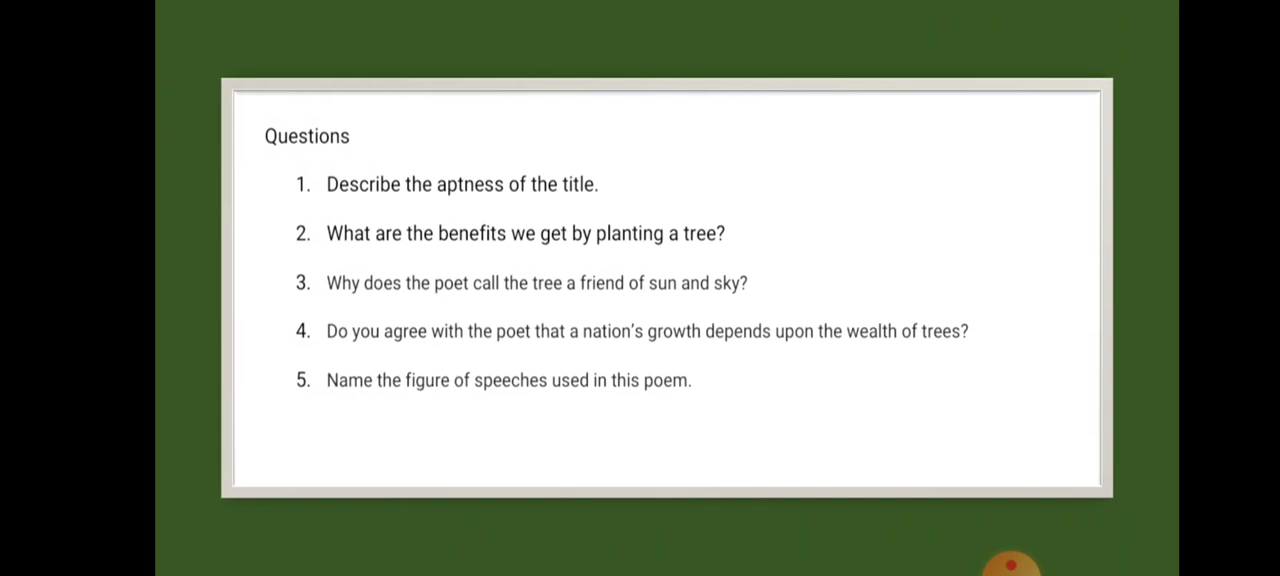 Questions
1. Describe the aptness of the title.
2. What are the benefits we get by planting a tree?
3. Why does the poet call the tree a friend of sun and sky?
4. Do you agree with the poet that a nation's growth depends upon the wealth of trees?
5. Name the figure of speeches used in this poem.